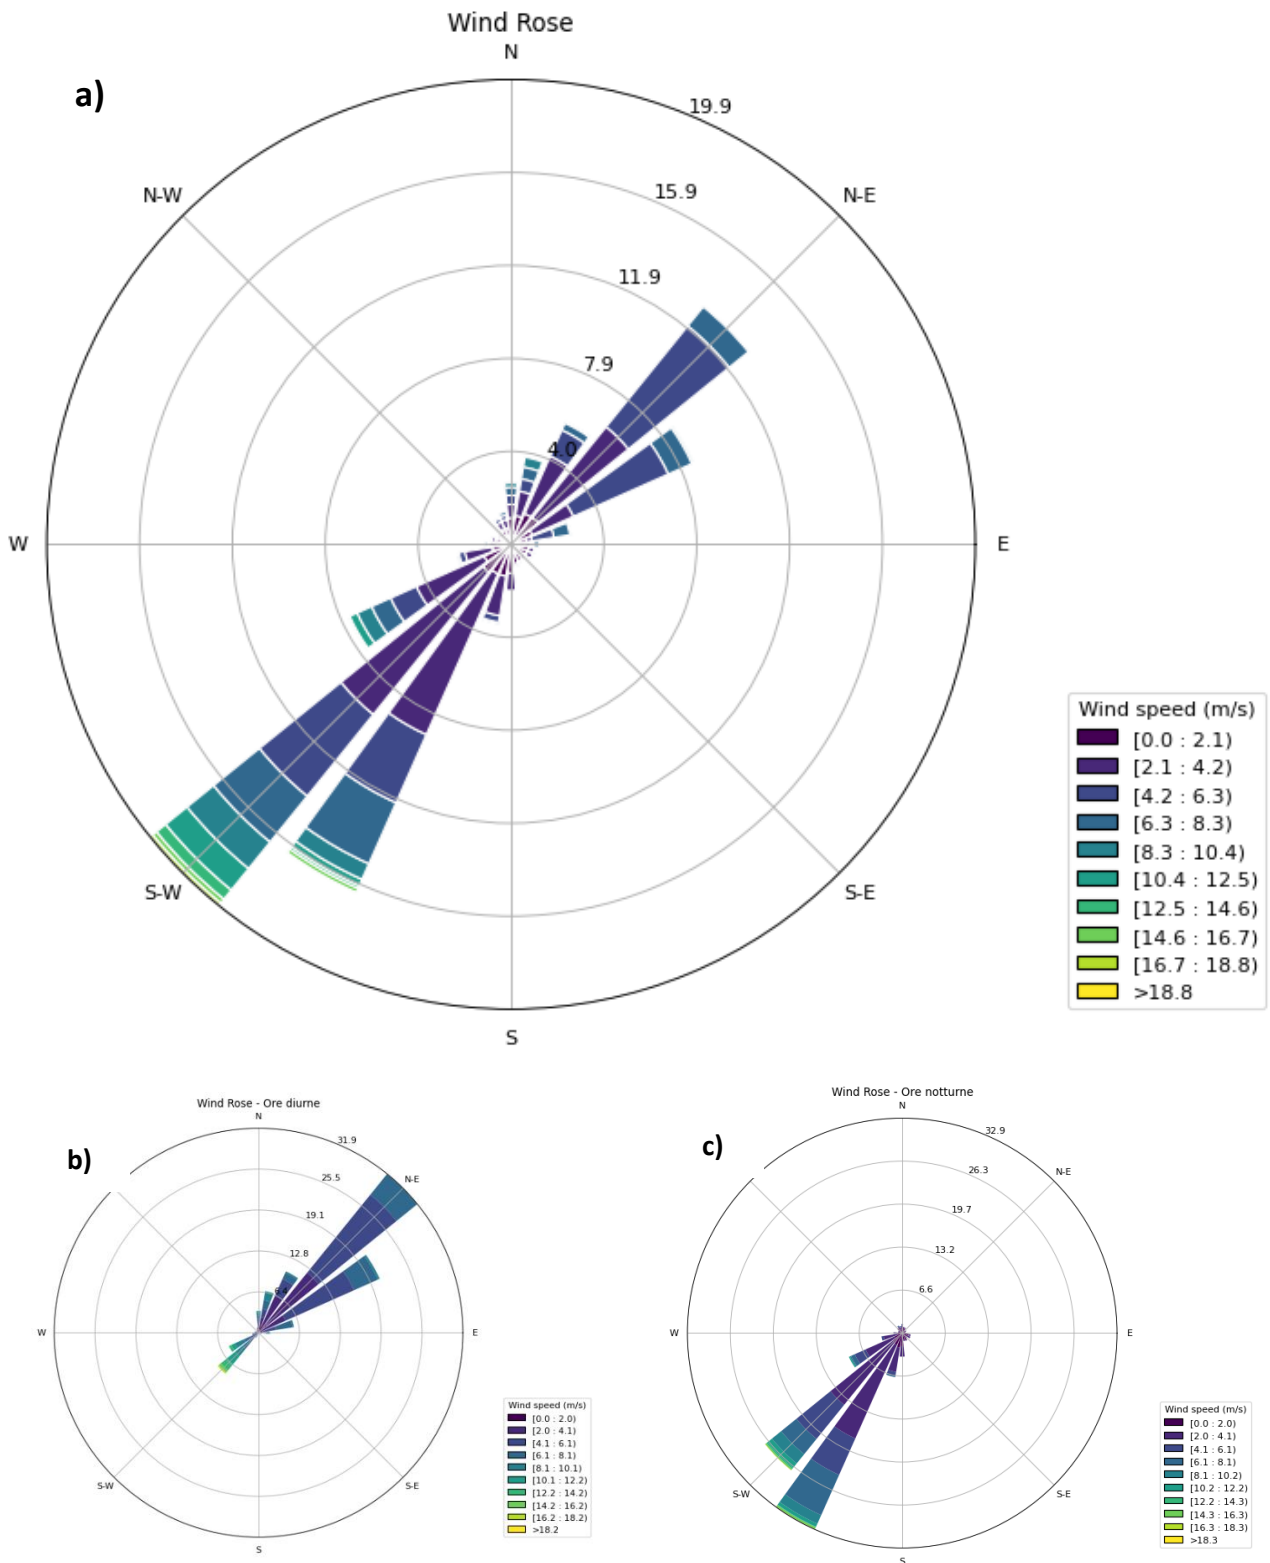 Wind Rose
N
a)
19.9
N-W
15.9
N-E
11.9
7.9
4.0
W
E
S-W
S-E
S
Wind speed (m/s)
[0.0 : 2.1)
[2.1 : 4.2)
[4.2 : 6.3)
[6.3 : 8.3)
[8.3 : 10.4)
[10.4 : 12.5)
[12.5 : 14.6)
[14.6 : 16.7)
[16.7 : 18.8)
>18.8
Wind Rose - Ore diurne
N
b)
31.9
25.5
N-E
19.1
12.8
6.4
W
E
S-W
S-E
S
Wind speed (m/s)
[0.0 : 2.0)
[2.0 : 4.1)
[4.1 : 6.1)
[6.1 : 8.1)
[8.1 : 10.1)
[10.1 : 12.2)
[12.2 : 14.2)
[14.2 : 16.2)
[16.2 : 18.2)
>18.2
Wind Rose - Ore notturne
N
c)
32.9
26.3
N-E
19.7
13.2
6.6
W
E
S-W
S-E
S
Wind speed (m/s)
[0.0 : 2.0)
[2.0 : 4.1)
[4.1 : 6.1)
[6.1 : 8.1)
[8.1 : 10.2)
[10.2 : 12.2)
[12.2 : 14.3)
[14.3 : 16.3)
[16.3 : 18.3)
>18.3